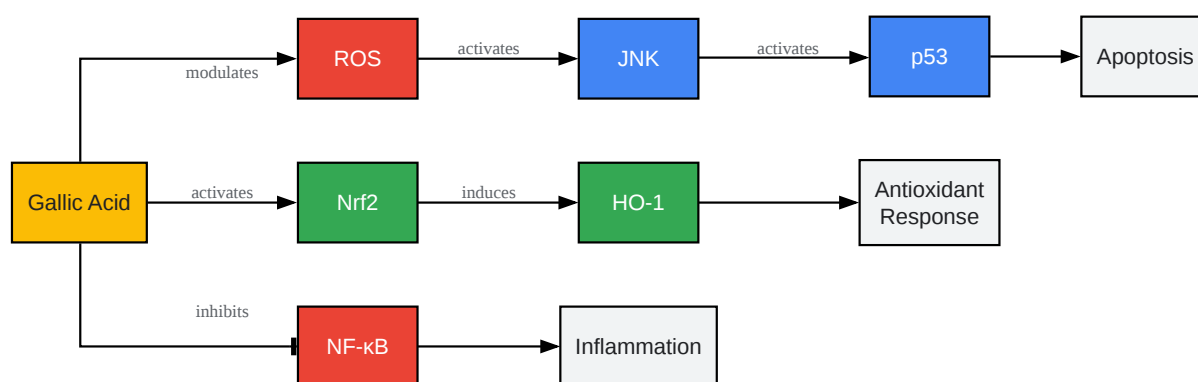 ROS
activates
JNK
activates
p53
Apoptosis
modulates
Gallic Acid
activates
Nrf2
induces
HO-1
Antioxidant
Response
inhibits
NF-κB
Inflammation